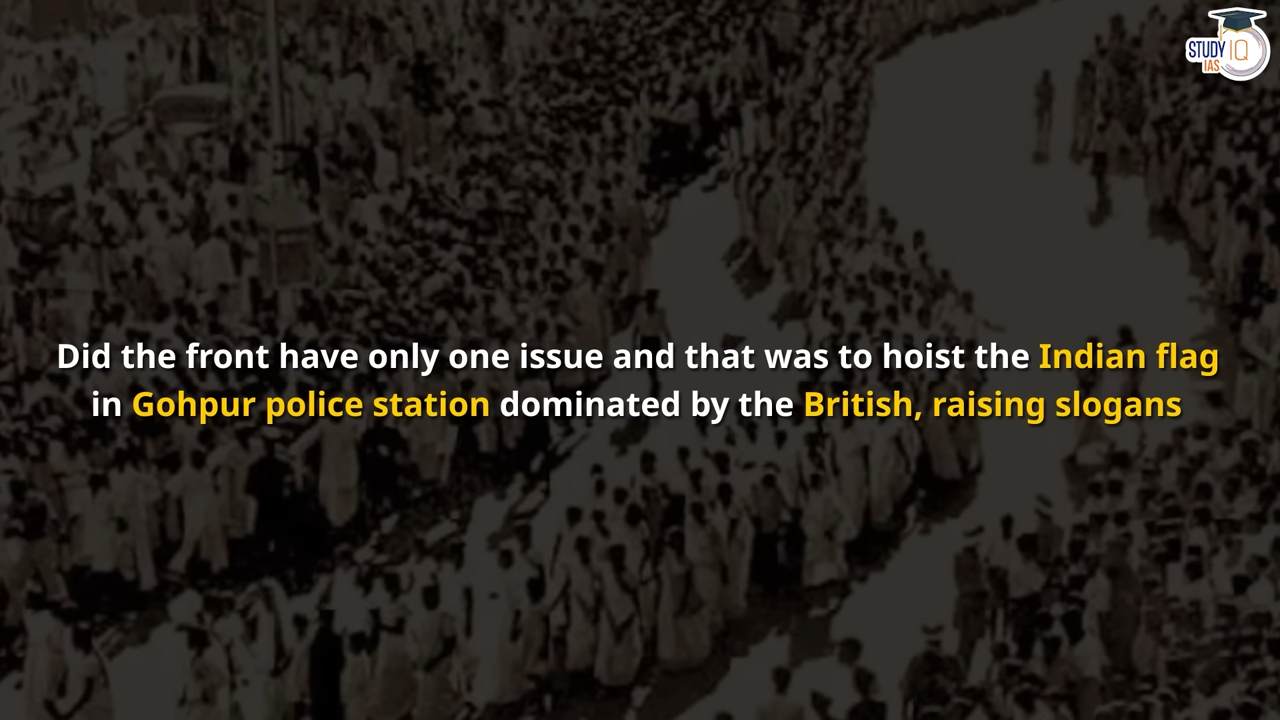 STUDY IQ
IAS
Did the front have only one issue and that was to hoist the Indian flag
in Gohpur police station dominated by the British, raising slogans